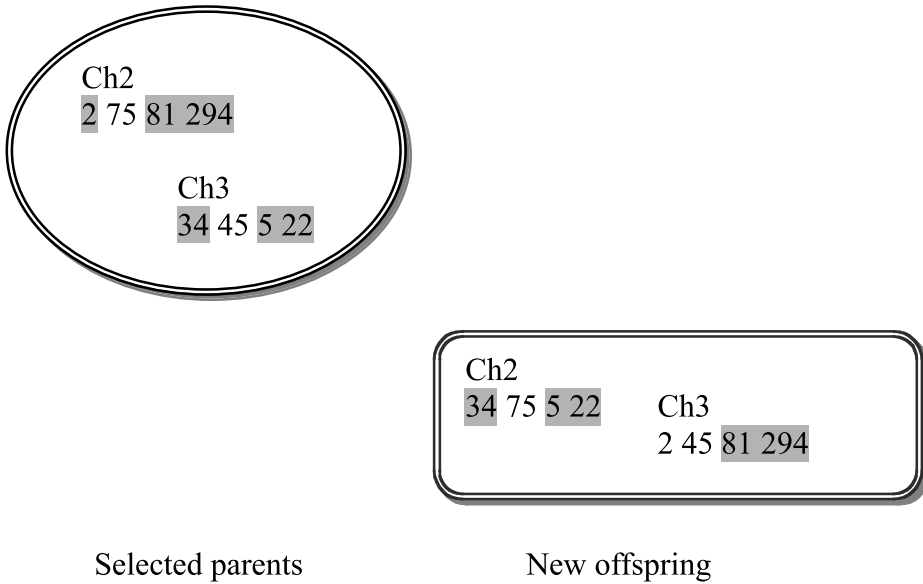 Ch2
2 75 81 294
Ch3
34 45 5 22
Ch2
34 75 5 22
Ch3
2 45 81 294
Selected parents
New offspring